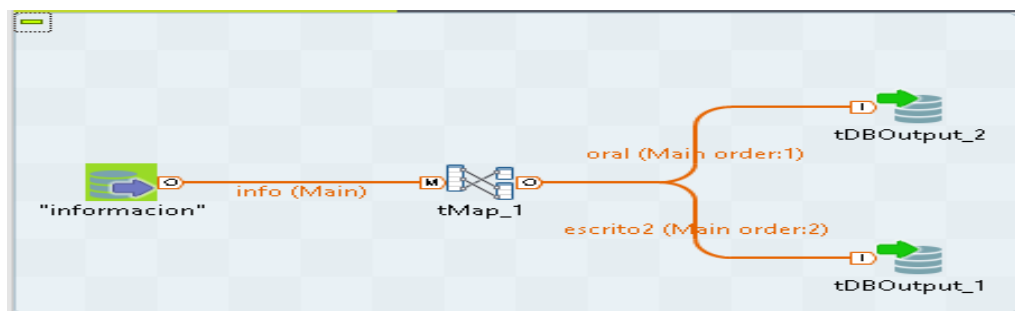 tDBOutput_2
oral (Main order:1)
info (Main)
"informacion"
tMap_1
escrito2 (Main order:2)
tDBOutput_1